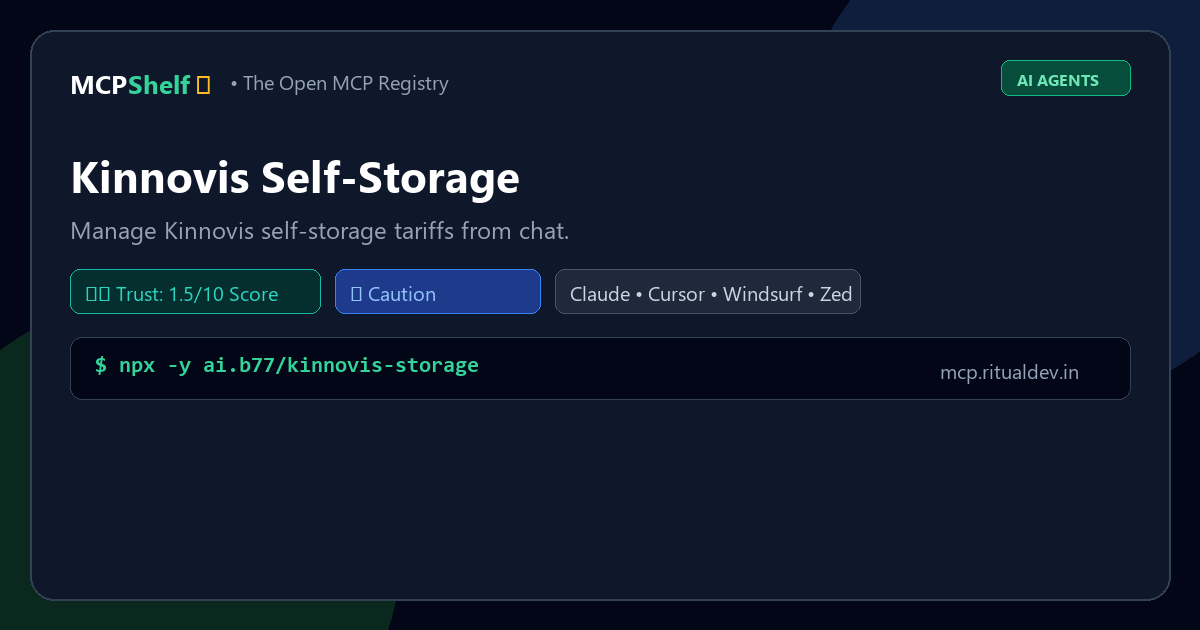 MCPShelf • The Open MCP Registry
AI AGENTS
Kinnovis Self-Storage
Manage Kinnovis self-storage tariffs from chat.
Trust: 1.5/10 Score
Caution
Claude • Cursor • Windsurf • Zed
$ npx -y ai.b77/kinnovis-storage
mcp.ritualdev.in